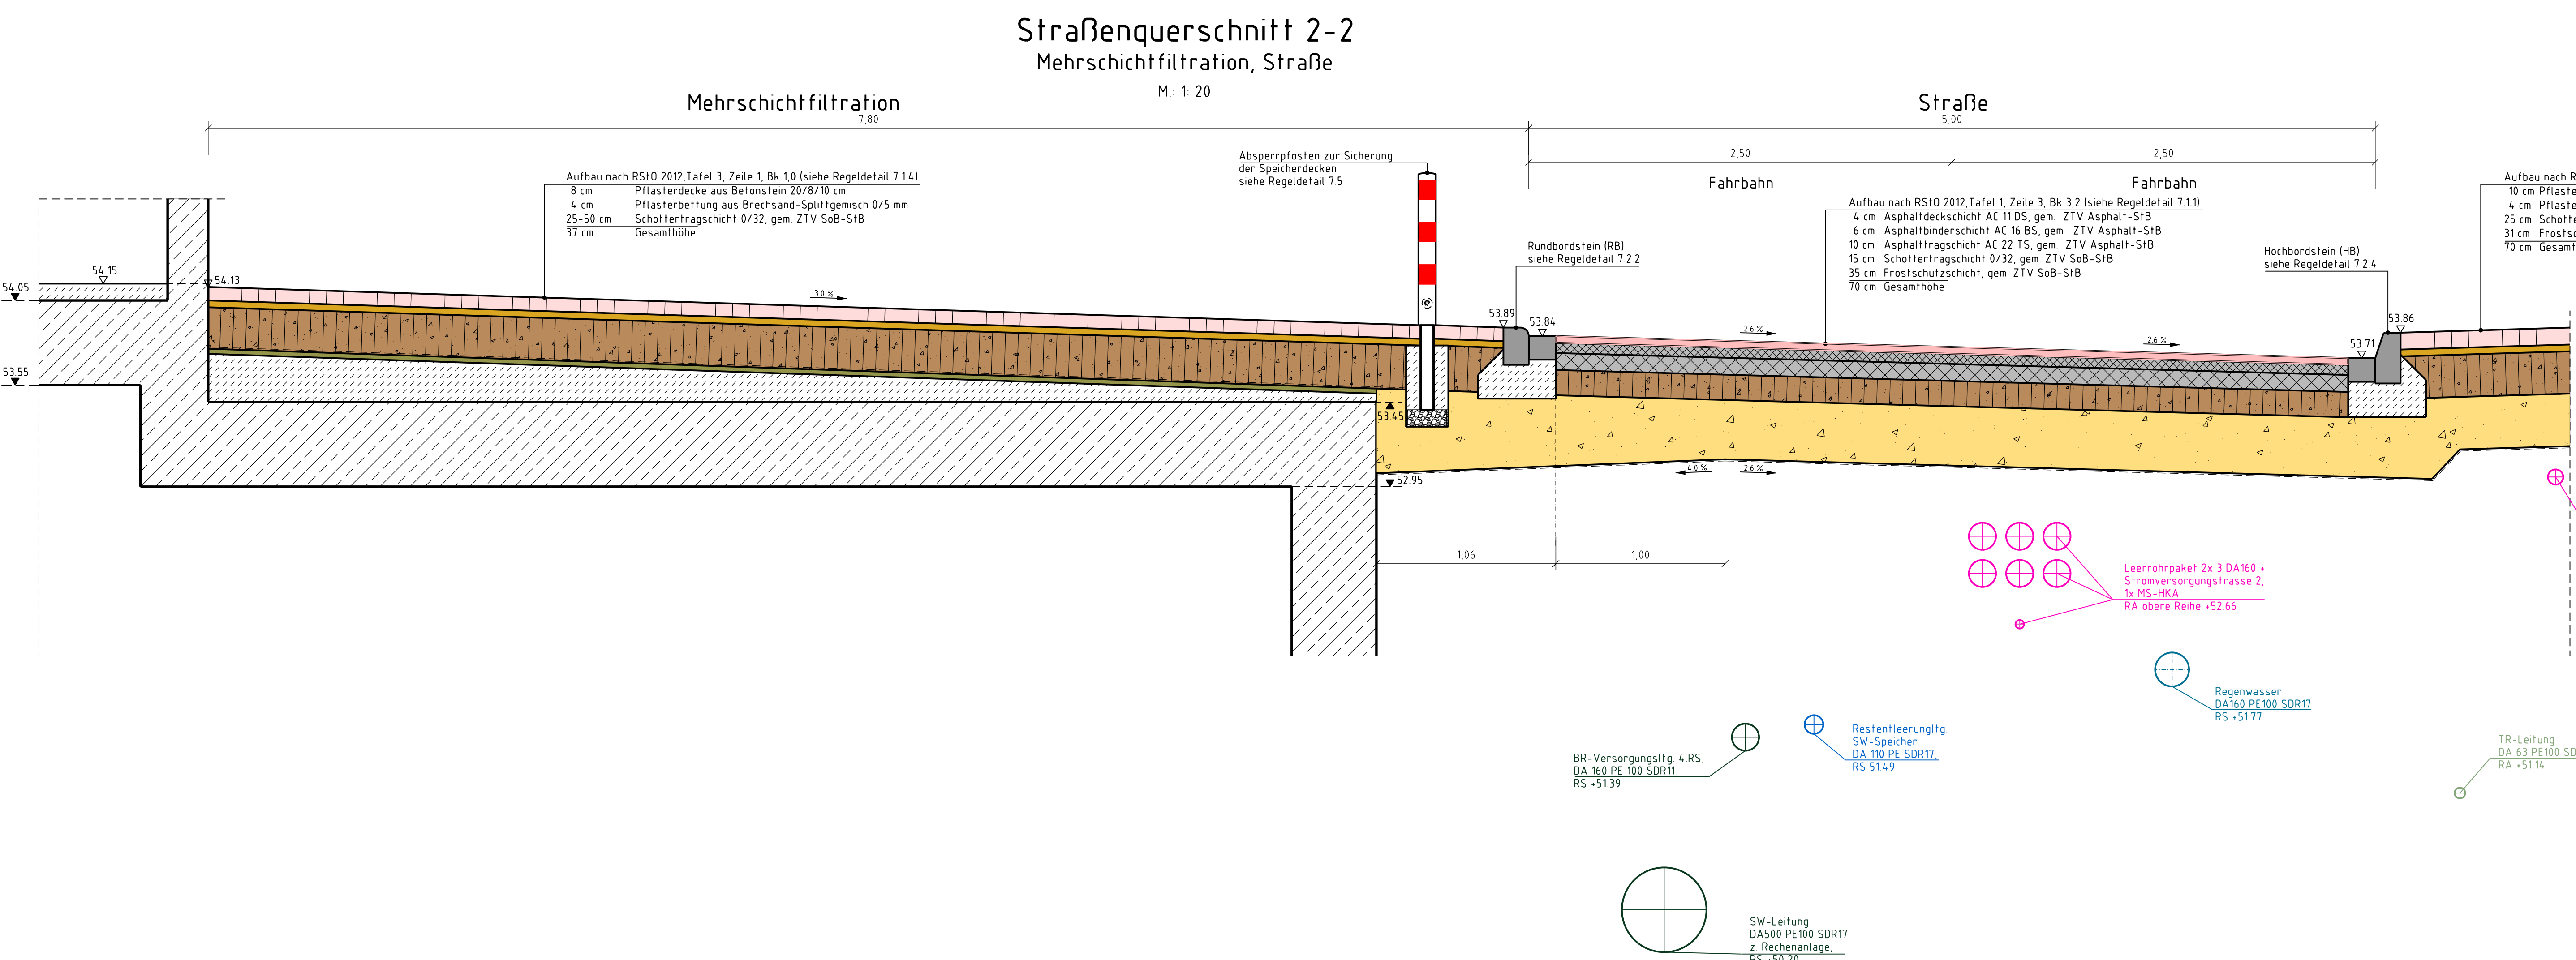 Straßenquerschnitt 2-2
Mehrschichtfiltration, Straße
M.: 1: 20
Mehrschichtfiltration
7,80
Straße
5,00
2,50
2,50
Fahrbahn
Fahrbahn
Absperrpfosten zur Sicherung
der Speicherdecken
siehe Regeldetail 7.5
Aufbau nach RStO 2012,Tafel 3, Zeile 1, Bk 1,0 (siehe Regeldetail 7.1.4)
8 cm Pflasterdecke aus Betonstein 20/8/10 cm
4 cm Pflasterbettung aus Brechsand-Splittgemisch 0/5 mm
25-50 cm Schottertragschicht 0/32, gem. ZTV SoB-StB
37 cm Gesamthöhe
Aufbau nach RStO 2012,Tafel 1, Zeile 3, Bk 3,2 (siehe Regeldetail 7.1.1)
4 cm Asphaltdeckschicht AC 11 DS, gem. ZTV Asphalt-StB
6 cm Asphaltbinderschicht AC 16 BS, gem. ZTV Asphalt-StB
10 cm Asphalttragschicht AC 22 TS, gem. ZTV Asphalt-StB
15 cm Schottertragschicht 0/32, gem. ZTV SoB-StB
35 cm Frostschutzschicht, gem. ZTV SoB-StB
70 cm Gesamthöhe
Aufbau nach R
10 cm Pflaste
4 cm Pflaste
25 cm Schotte
31 cm Frostsc
70 cm Gesamt
Rundbordstein (RB)
siehe Regeldetail 7.2.2
Hochbordstein (HB)
siehe Regeldetail 7.2.4
54.15
54.05
54.13
3.0 %
53.89
53.84
2.6 %
2.6 %
53.71
53.86
53.55
53.45
52.95
4.0 %
2.6 %
1,06
1,00
Leerrohrpaket 2x 3 DA160 +
Stromversorgungstrasse 2,
1x MS-HKA
RA obere Reihe +52.66
Regenwasser
DA160 PE100 SDR17
RS +51.77
Restentleerungltg.
SW-Speicher
DA 110 PE SDR17,
RS 51.49
BR-Versorgungsltg. 4.RS,
DA 160 PE 100 SDR11
RS +51.39
TR-Leitung
DA 63 PE100 SD
RA +51.14
SW-Leitung
DA500 PE100 SDR17
z. Rechenanlage,
RS +50.20